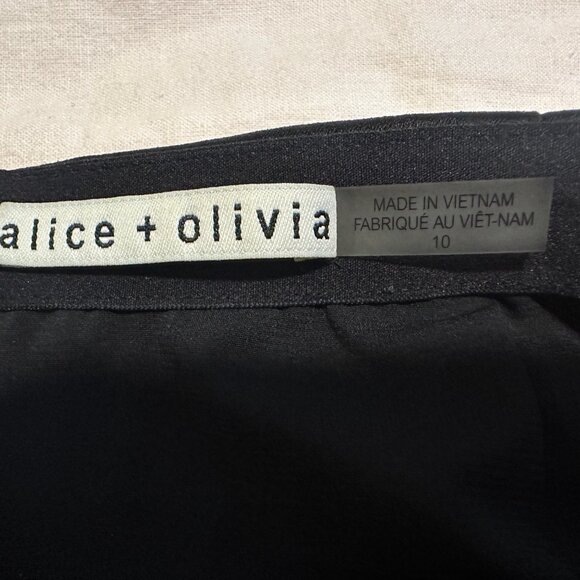 alice + olivia
MADE IN VIETNAM
FABRIQUÉ AU VIÊT-NAM
10